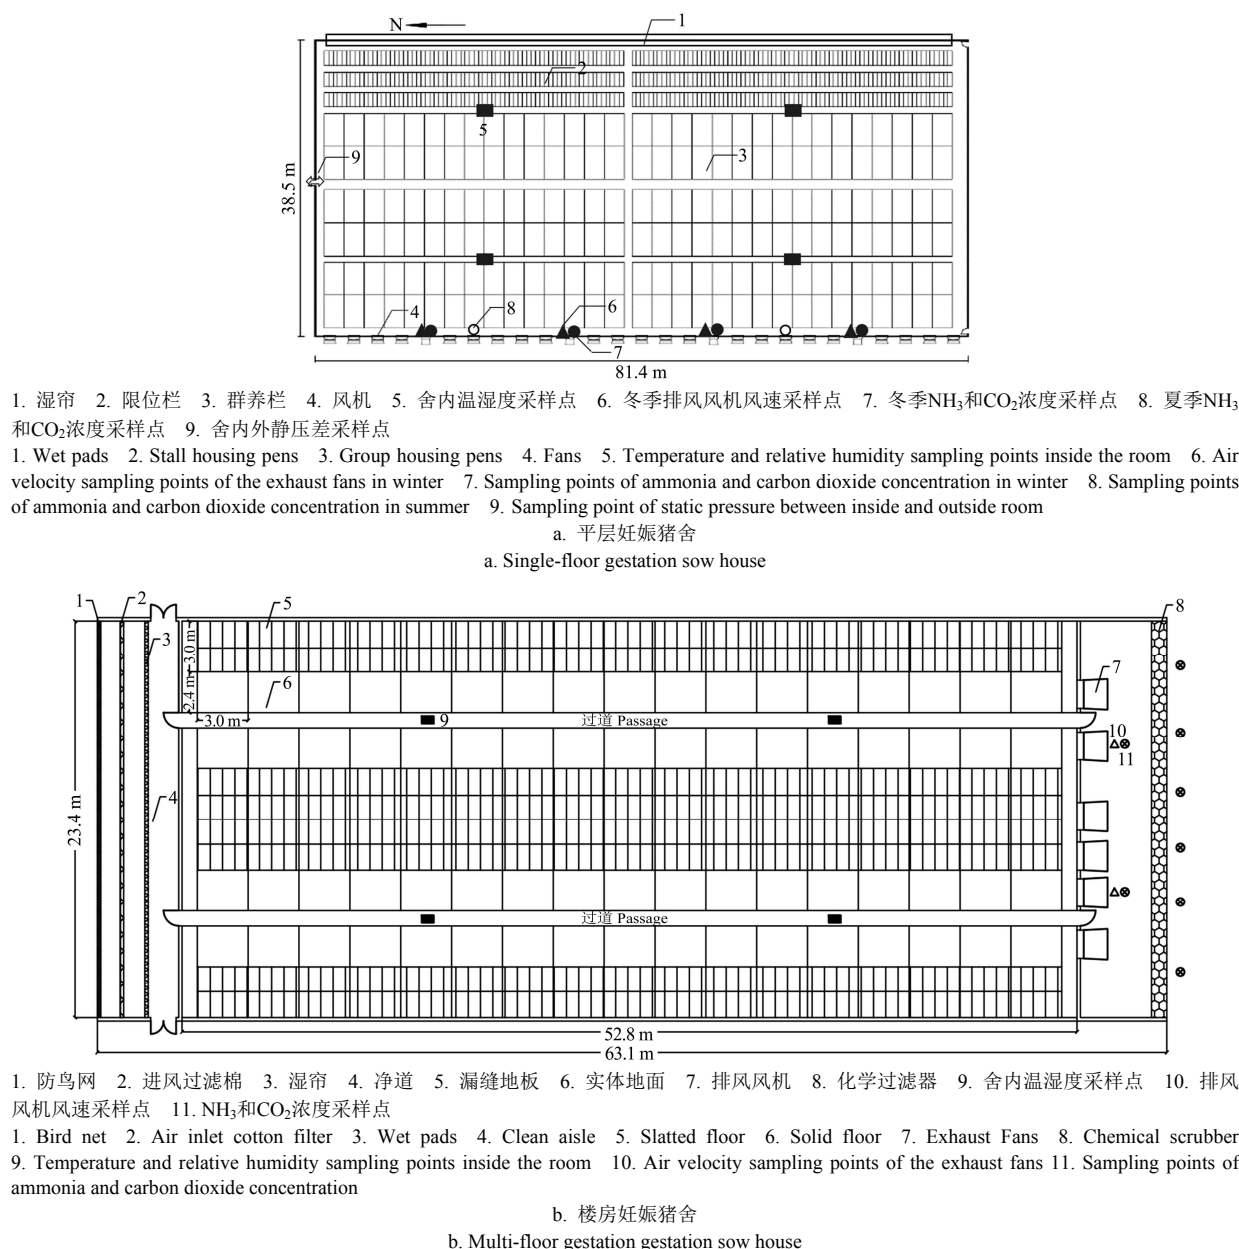 N
1
2
5
9
3
38.5 m
4
8
6
7
81.4 m
1. 湿帘 2. 限位栏 3. 群养栏 4. 风机 5. 舍内温湿度采样点 6. 冬季排风风机风速采样点 7. 冬季NH₃和CO₂浓度采样点 8. 夏季NH₃
和CO₂浓度采样点 9. 舍内外静压差采样点
1. Wet pads 2. Stall housing pens 3. Group housing pens 4. Fans 5. Temperature and relative humidity sampling points inside the room 6. Air
velocity sampling points of the exhaust fans in winter 7. Sampling points of ammonia and carbon dioxide concentration in winter 8. Sampling points
of ammonia and carbon dioxide concentration in summer 9. Sampling point of static pressure between inside and outside room
a. 平层妊娠猪舍
a. Single-floor gestation sow house
1
2
5
8
3
3.0 m
7
6
2.4 m
3.0 m
9
过道 Passage
10
11
4
23.4 m
过道 Passage
52.8 m
63.1 m
1. 防鸟网 2. 进风过滤棉 3. 湿帘 4. 净道 5. 漏缝地板 6. 实体地面 7. 排风风机 8. 化学过滤器 9. 舍内温湿度采样点 10. 排风
风机风速采样点 11. NH₃和CO₂浓度采样点
1. Bird net 2. Air inlet cotton filter 3. Wet pads 4. Clean aisle 5. Slatted floor 6. Solid floor 7. Exhaust Fans 8. Chemical scrubber
9. Temperature and relative humidity sampling points inside the room 10. Air velocity sampling points of the exhaust fans 11. Sampling points of
ammonia and carbon dioxide concentration
b. 楼房妊娠猪舍
b. Multi-floor gestation gestation sow house